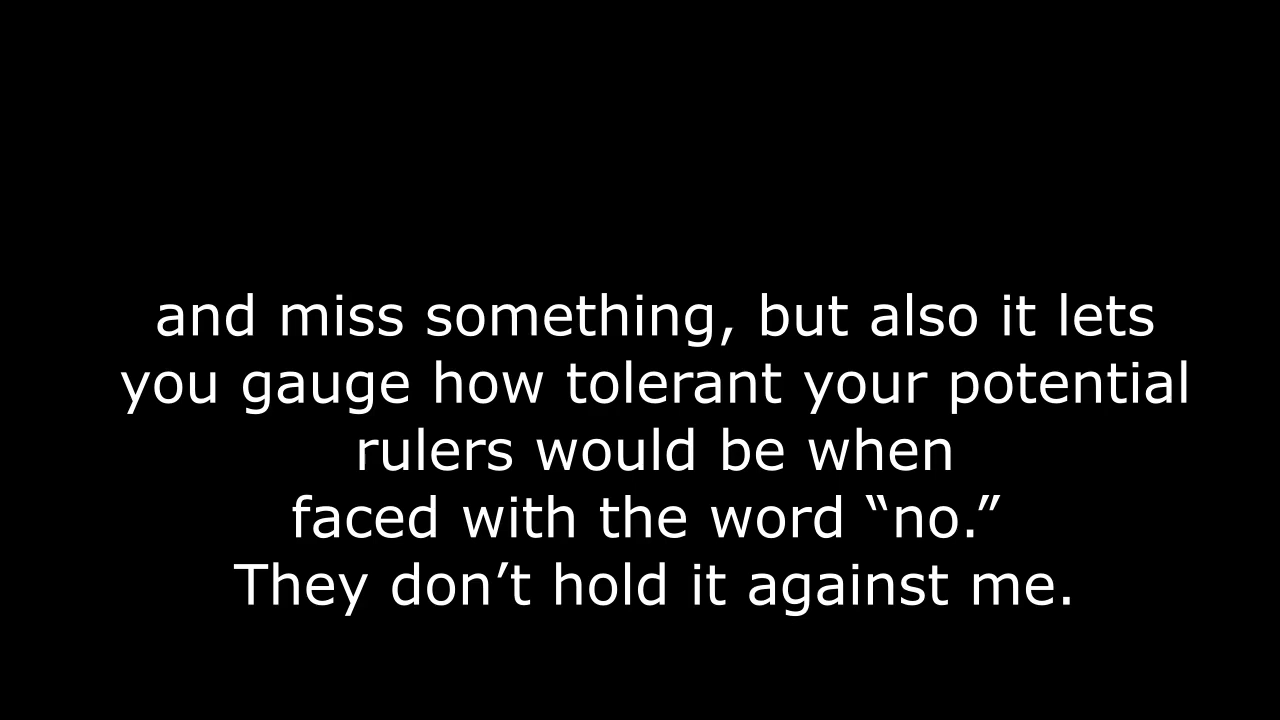 and miss something, but also it lets
you gauge how tolerant your potential
rulers would be when
faced with the word “no.”
They don’t hold it against me.